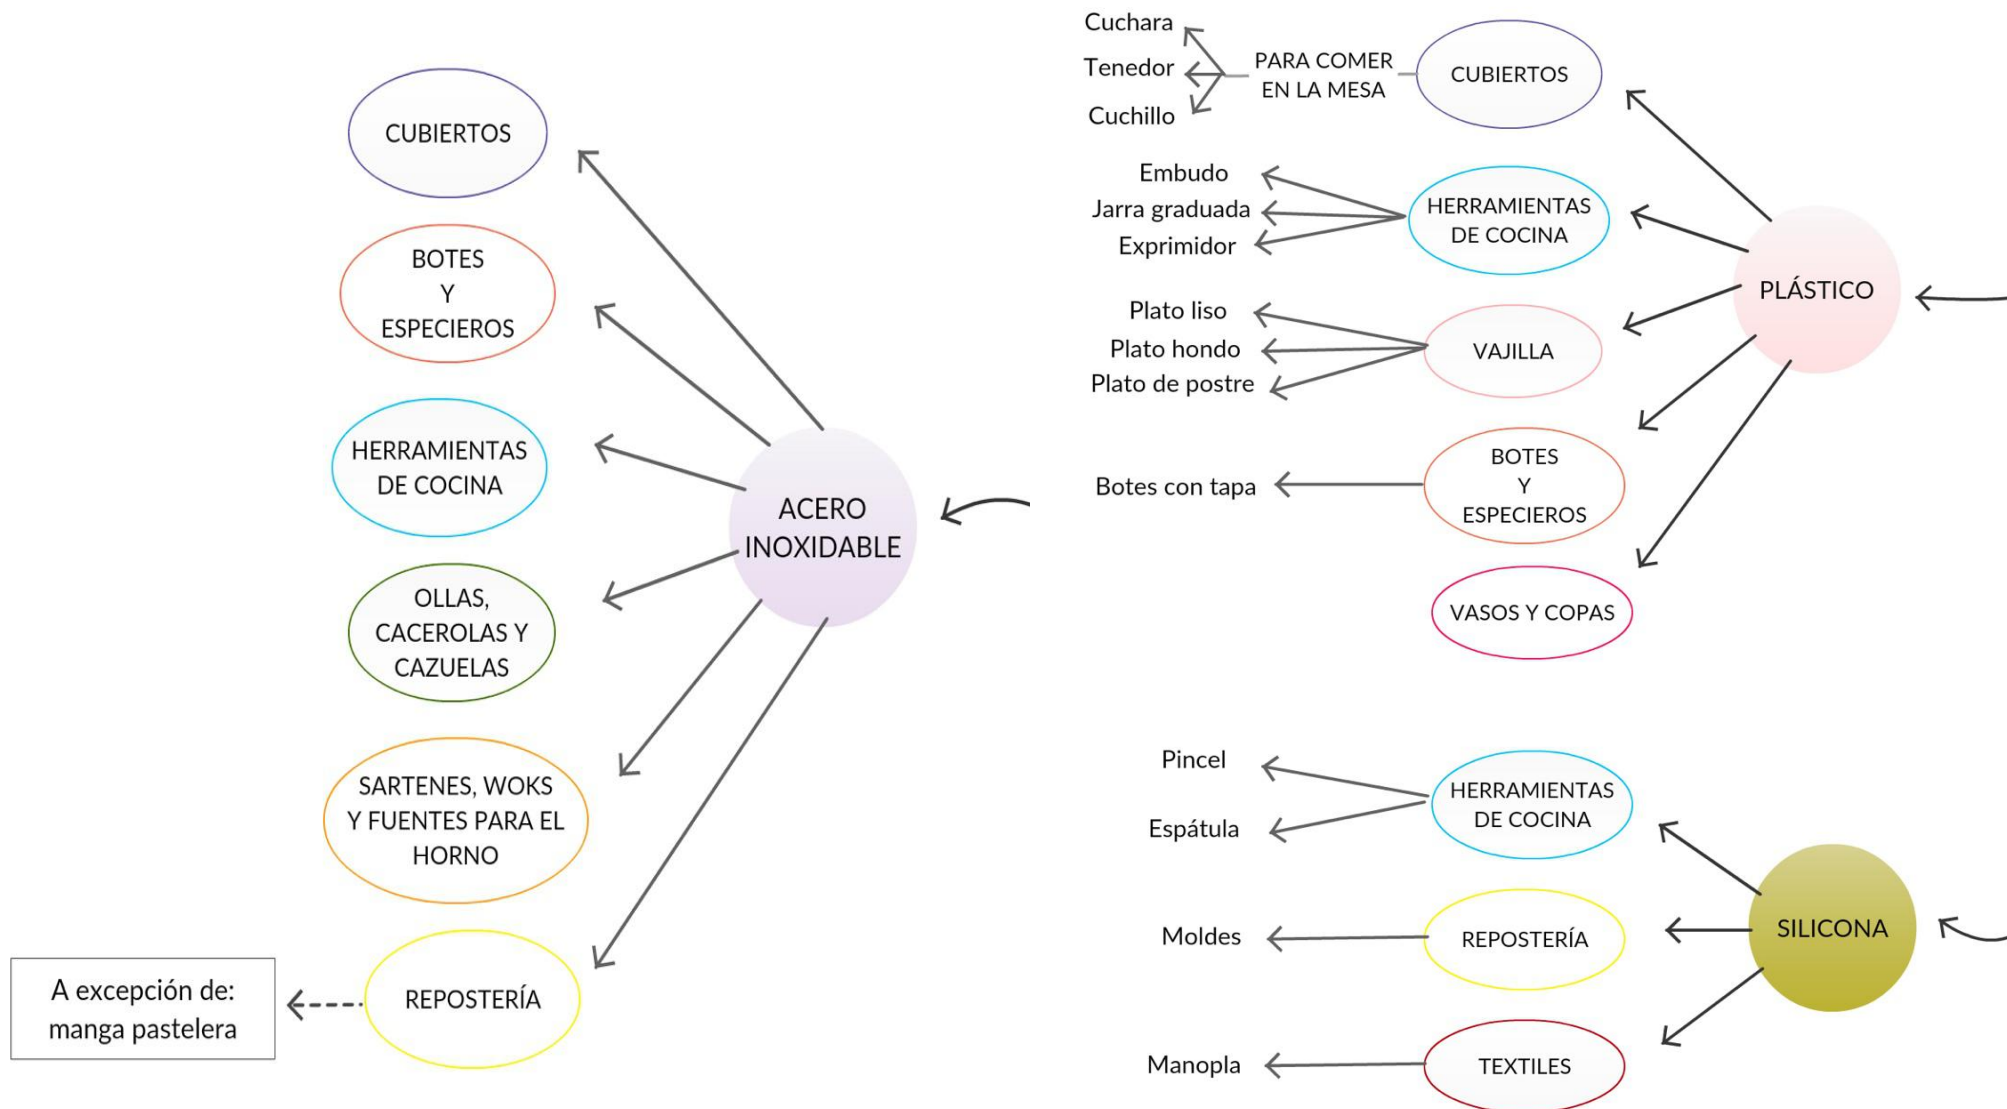 CUBIERTOS
BOTES
Y
ESPECIEROS
HERRAMIENTAS
DE COCINA
OLLAS,
CACEROLAS Y
CAZUELAS
SARTENES, WOKS
Y FUENTES PARA EL
HORNO
REPOSTERÍA
A excepción de:
manga pastelera
ACERO
INOXIDABLE
Cuchara
Tenedor
Cuchillo
PARA COMER
EN LA MESA
CUBIERTOS
Embudo
Jarra graduada
Exprimidor
HERRAMIENTAS
DE COCINA
Plato liso
Plato hondo
Plato de postre
VAJILLA
Botes con tapa
BOTES
Y
ESPECIEROS
VASOS Y COPAS
PLÁSTICO
Pincel
Espátula
HERRAMIENTAS
DE COCINA
Moldes
REPOSTERÍA
Manopla
TEXTILES
SILICONA